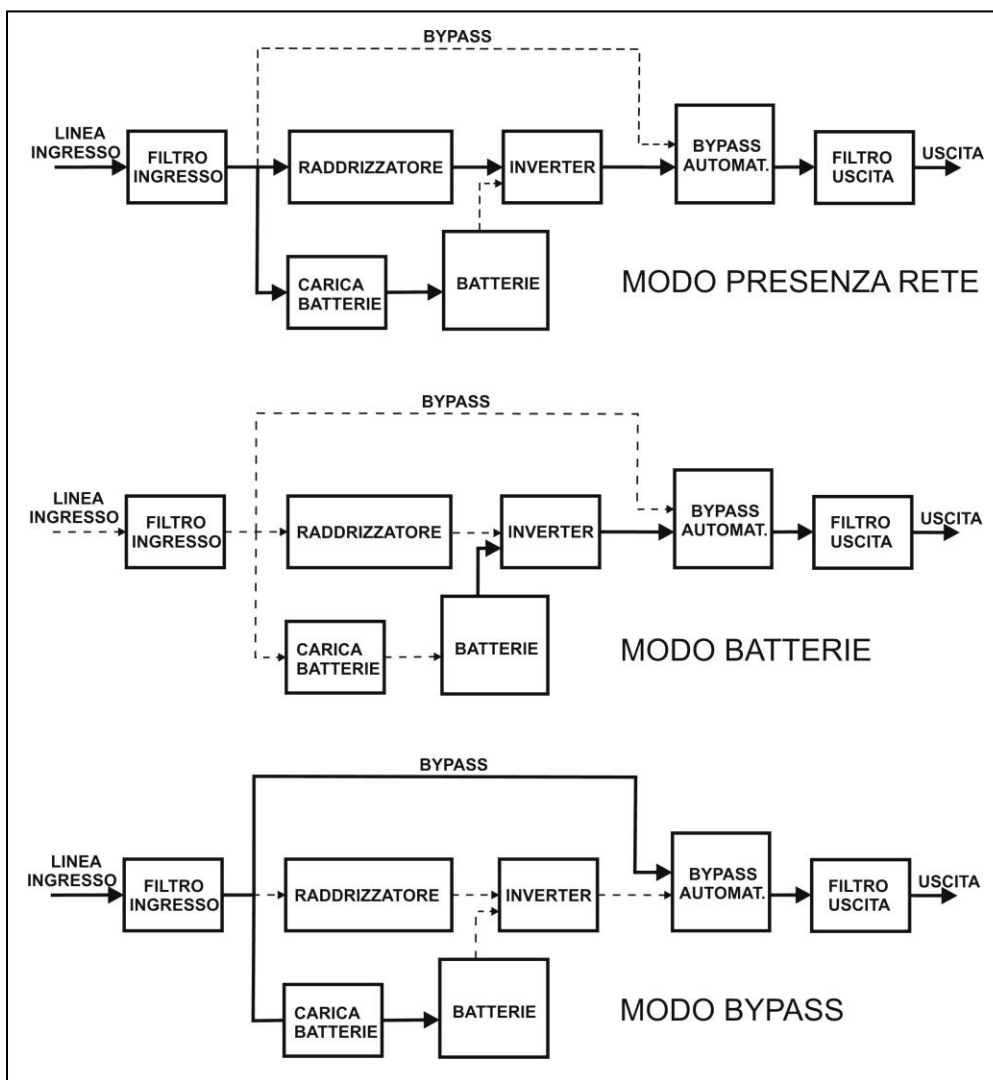 BYPASS
LINEA
INGRESSO
FILTRO
INGRESSO
RADDRIZZATORE
INVERTER
BYPASS
AUTOMAT.
FILTRO
USCITA
USCITA
CARICA
BATTERIE
BATTERIE
MODO PRESENZA RETE
BYPASS
LINEA
INGRESSO
FILTRO
INGRESSO
RADDRIZZATORE
INVERTER
BYPASS
AUTOMAT.
FILTRO
USCITA
USCITA
CARICA
BATTERIE
BATTERIE
MODO BATTERIE
BYPASS
LINEA
INGRESSO
FILTRO
INGRESSO
RADDRIZZATORE
INVERTER
BYPASS
AUTOMAT.
FILTRO
USCITA
USCITA
CARICA
BATTERIE
BATTERIE
MODO BYPASS